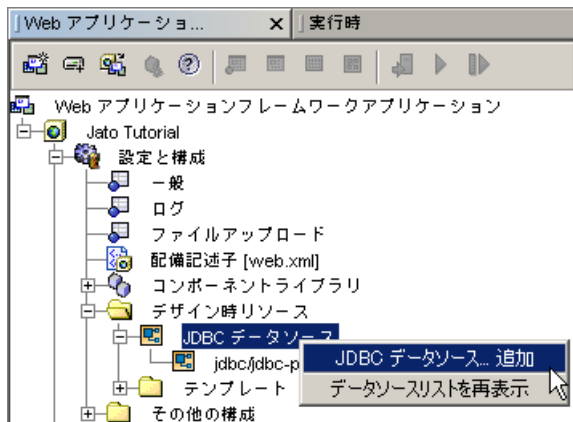 Web アプリケーショ... × 実行時
Web アプリケーションフレームワークアプリケーション
Jato Tutorial
設定と構成
一般
ログ
ファイルアップロード
配備記述子 [web.xml]
コンポーネントライブラリ
デザイン時リソース
JDBC データソース
JDBC データソース... 追加
jdbc/jdbc-p
データソースリストを再表示
テンプレート
その他の構成